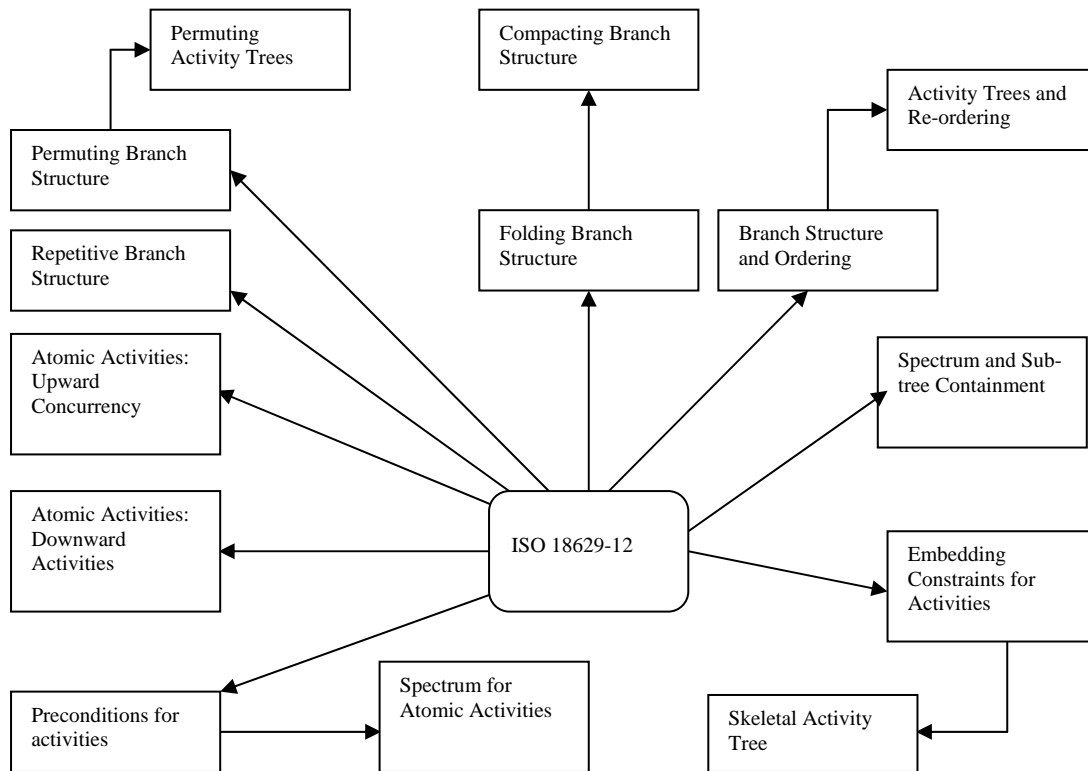 Permuting
Activity Trees
Compacting Branch
Structure
Activity Trees and
Re-ordering
Permuting Branch
Structure
Repetitive Branch
Structure
Folding Branch
Structure
Branch Structure
and Ordering
Atomic Activities:
Upward
Concurrency
Spectrum and Sub-
tree Containment
Atomic Activities:
Downward
Activities
ISO 18629-12
Embedding
Constraints for
Activities
Preconditions for
activities
Spectrum for
Atomic Activities
Skeletal Activity
Tree